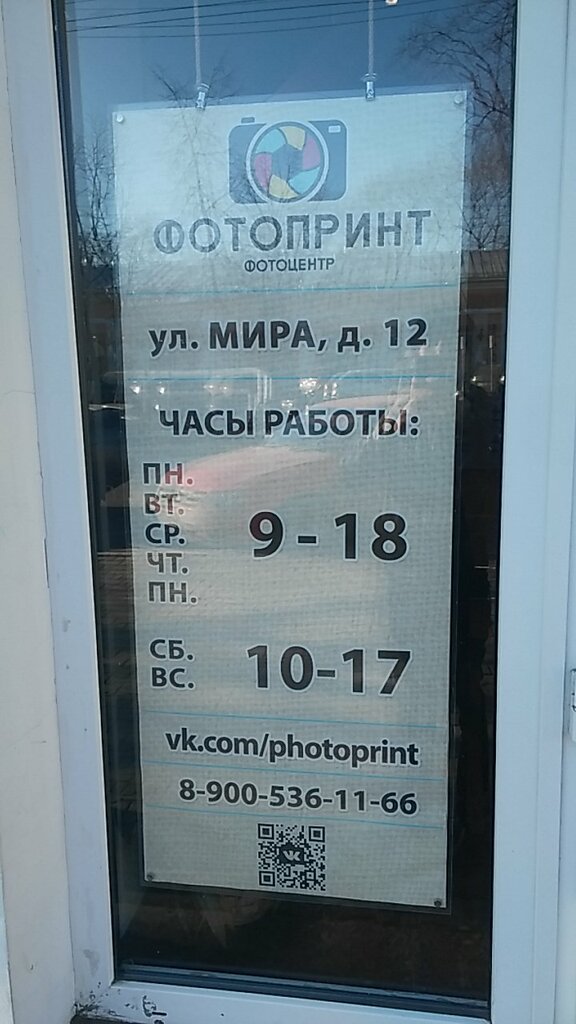 ФОТОПРИНТ
ФОТОЦЕНТР
ул. МИРА, д. 12
ЧАСЫ РАБОТЫ:
ПН.
ВТ.
СР.
ЧТ.
ПН.
9 - 18
СБ.
ВС.
10-17
vk.com/photoprint
8-900-536-11-66